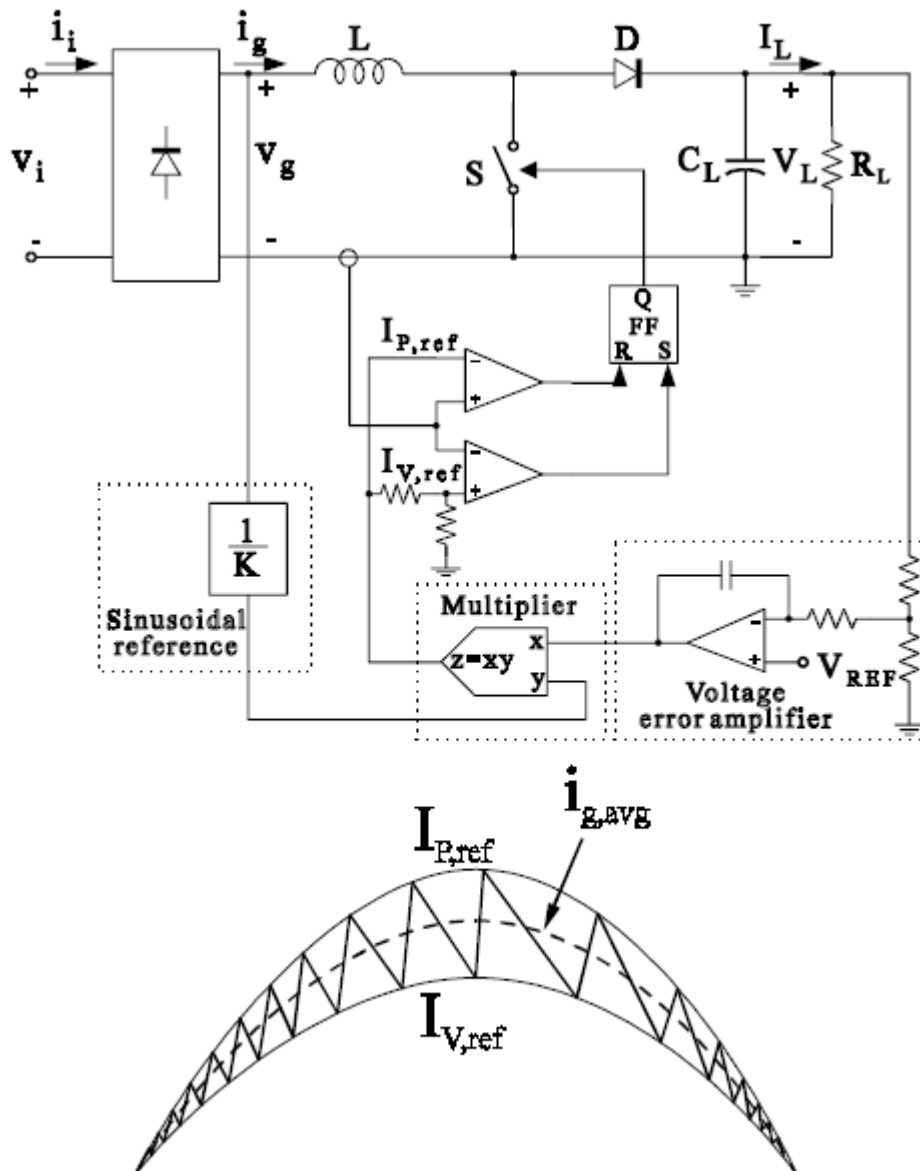 i_i
i_g
L
D
I_L
+
+
+
v_i
v_g
S
C_L
V_L
R_L
-
-
-
Q
FF
R S
I_P,ref
-
+
-
I_V,ref
+
1
K
Sinusoidal
reference
Multiplier
x
z=xy
y
-
+
V_REF
Voltage
error amplifier
i_g,avg
I_P,ref
I_V,ref